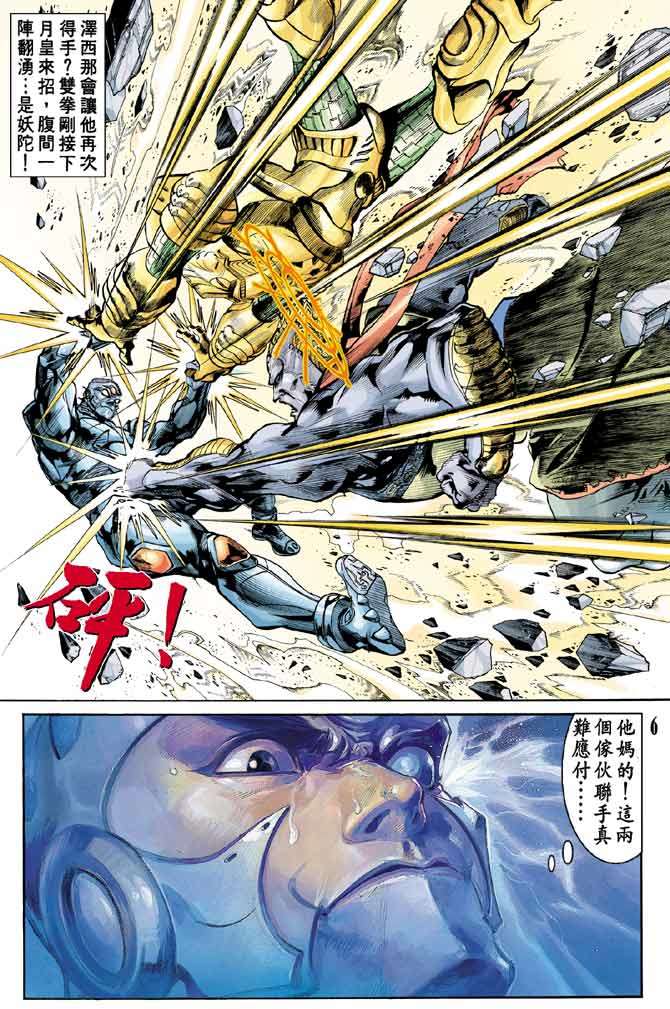 澤西那會讓他再次
得手？雙拳剛接下
月皇來招，腹間一
陣翻湧…是妖陀！
砰！
他媽的！這兩
個傢伙聯手真
難應付……
6